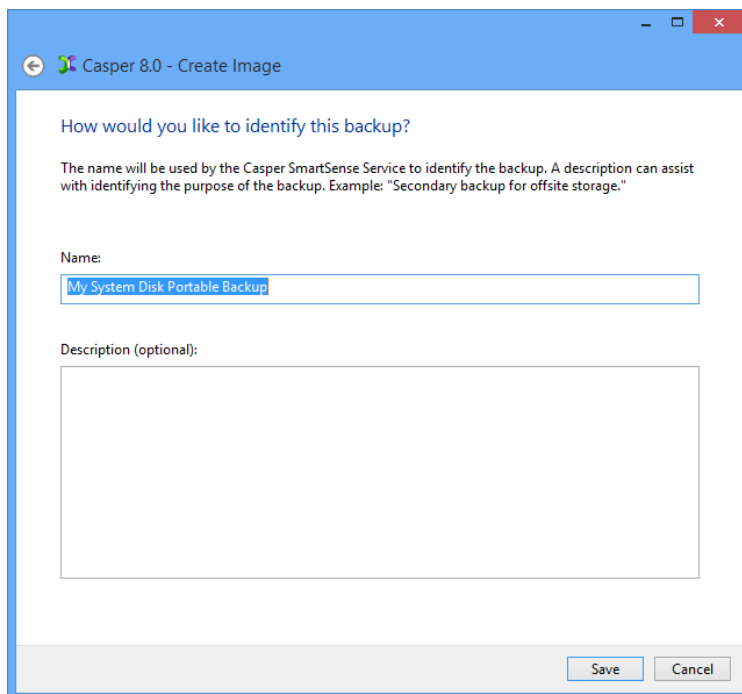 Casper 8.0 - Create Image
How would you like to identify this backup?
The name will be used by the Casper SmartSense Service to identify the backup. A description can assist
with identifying the purpose of the backup. Example: "Secondary backup for offsite storage."
Name:
My System Disk Portable Backup
Description (optional):
Save Cancel